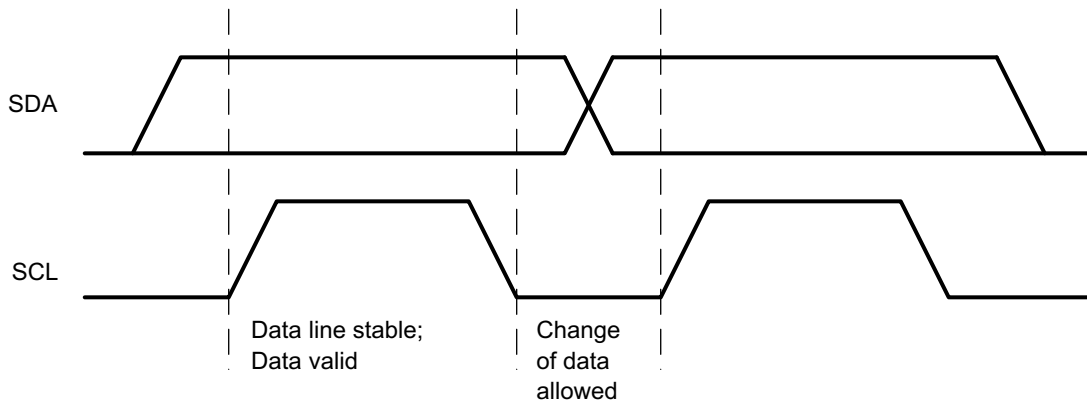 SDA
SCL
Data line stable;
Data valid
Change
of data
allowed